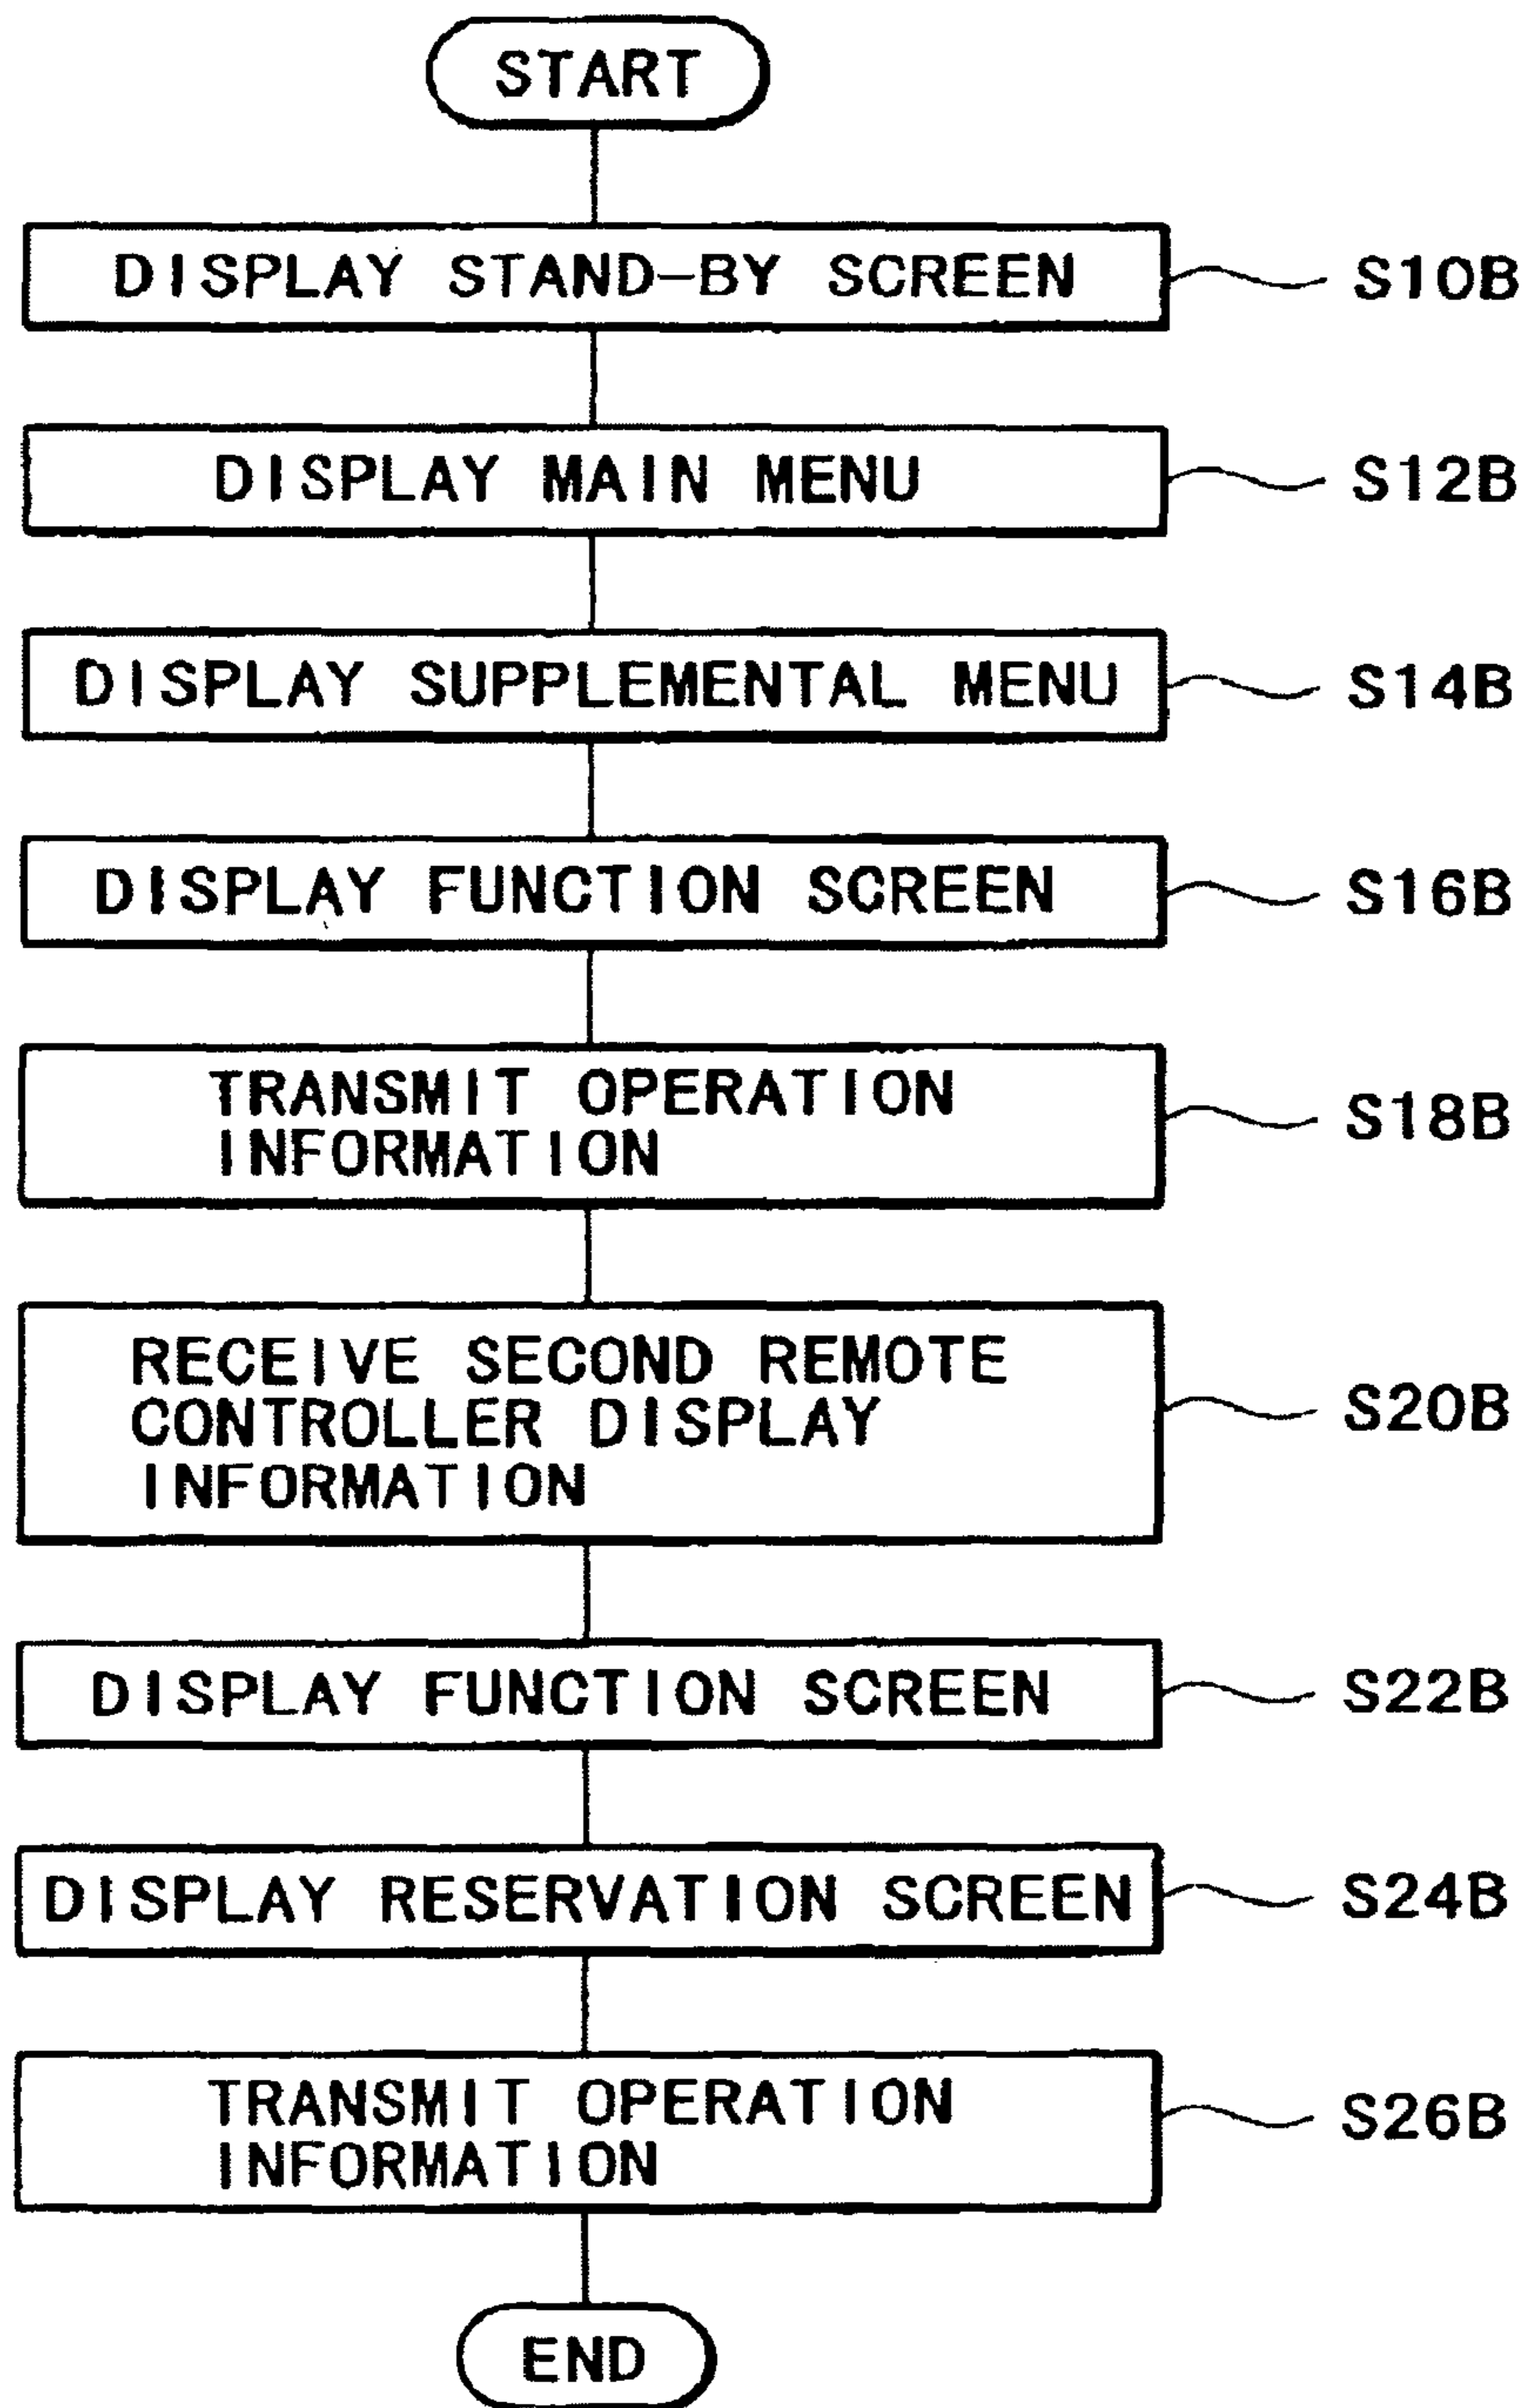 START
DISPLAY STAND-BY SCREEN
S10B
DISPLAY MAIN MENU
S12B
DISPLAY SUPPLEMENTAL MENU
S14B
DISPLAY FUNCTION SCREEN
S16B
TRANSMIT OPERATION
INFORMATION
S18B
RECEIVE SECOND REMOTE
CONTROLLER DISPLAY
INFORMATION
S20B
DISPLAY FUNCTION SCREEN
S22B
DISPLAY RESERVATION SCREEN
S24B
TRANSMIT OPERATION
INFORMATION
S26B
END